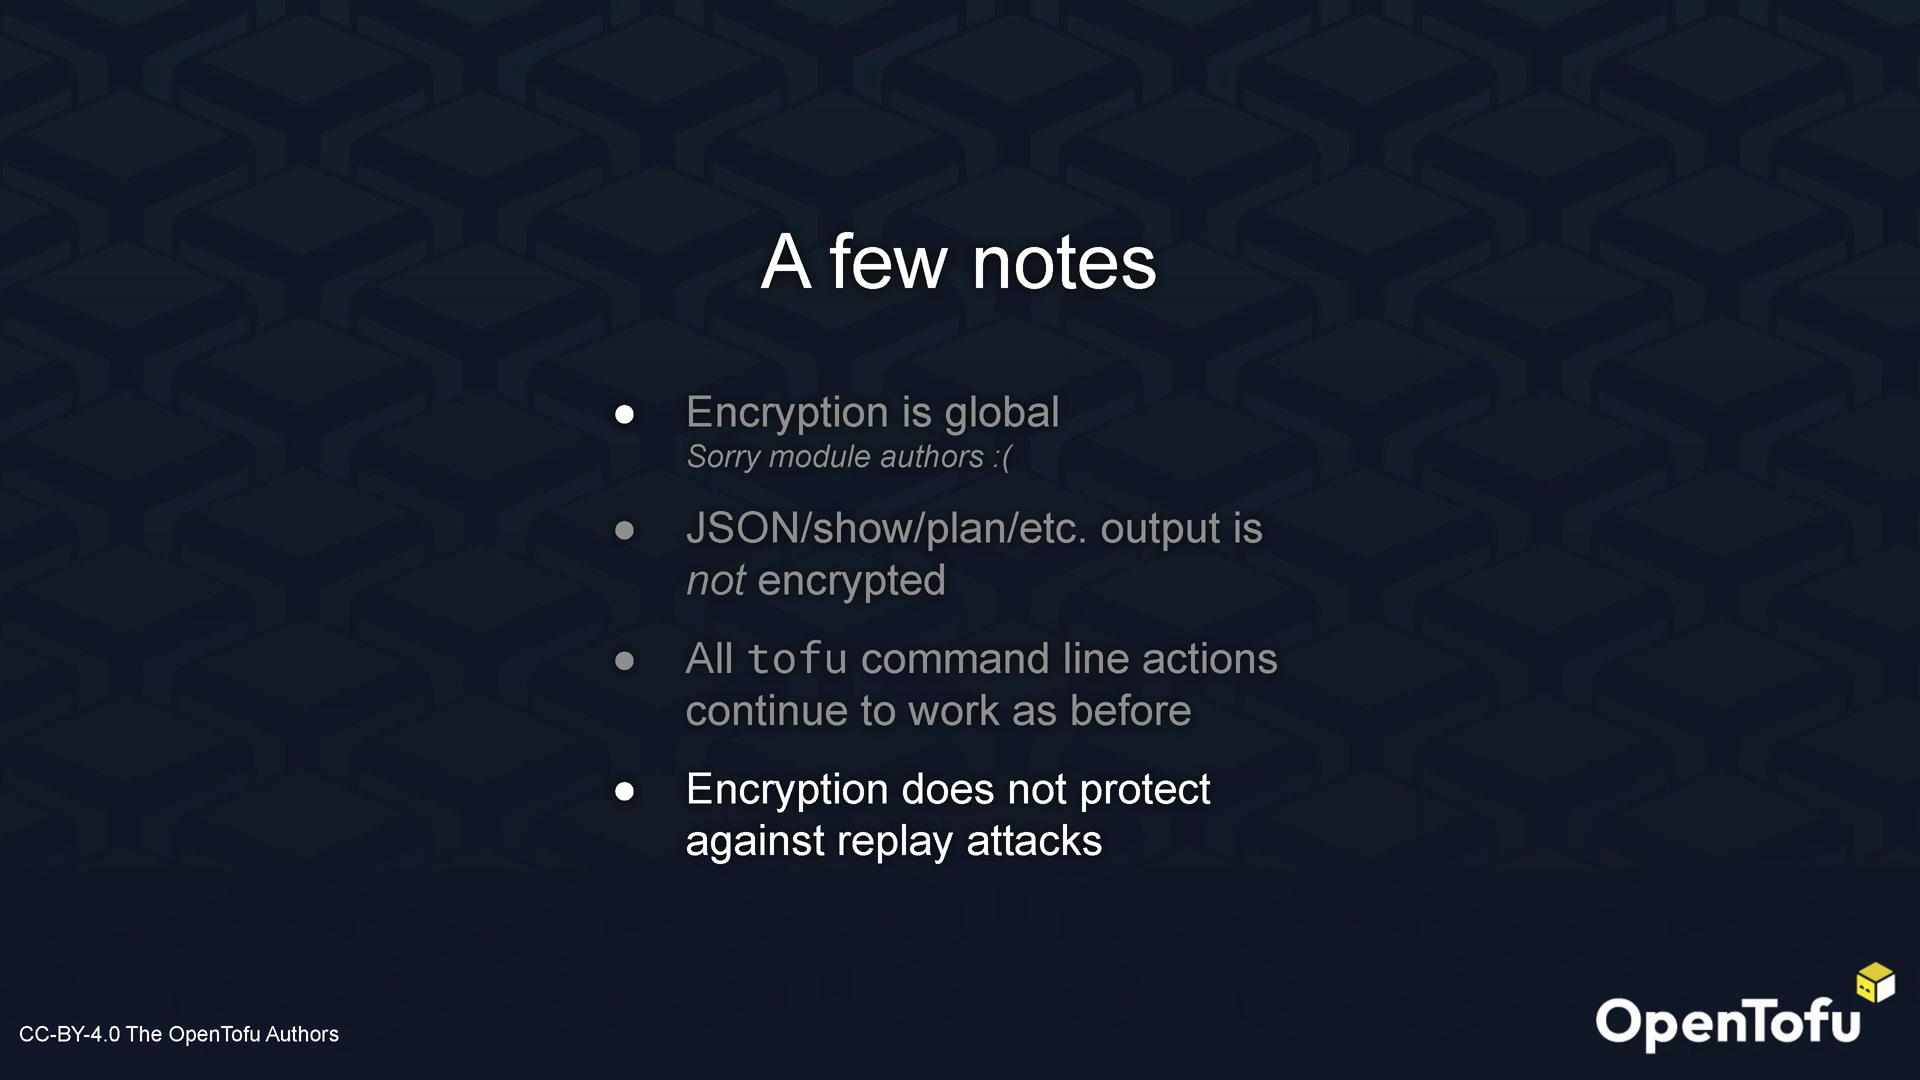 A few notes
● Encryption is global
Sorry module authors :(
● JSON/show/plan/etc. output is
not encrypted
● All tofu command line actions
continue to work as before
● Encryption does not protect
against replay attacks
CC-BY-4.0 The OpenTofu Authors
OpenTofu